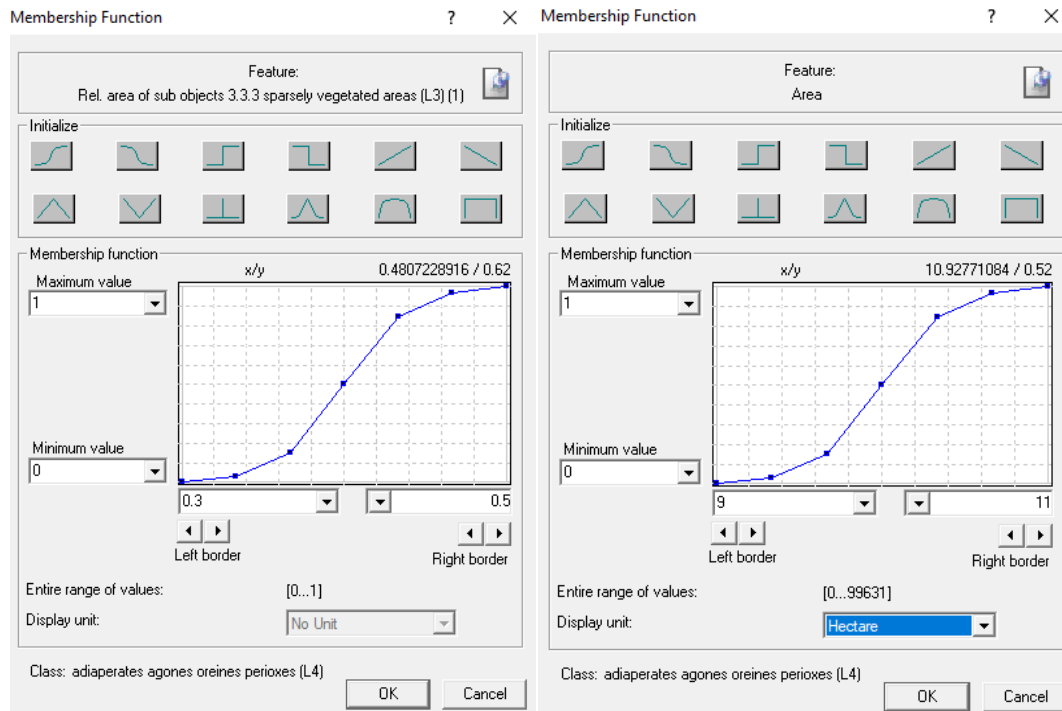 Membership Function ?
Feature:
Rel. area of sub objects 3.3.3 sparsely vegetated areas (L3) (1)
Initialize
Membership function
Maximum value x/y 0.4807228916 / 0.62
1
Minimum value
0
0.3 0.5
Left border Right border
Entire range of values: [0...1]
Display unit: No Unit
Class: adiaperates agones oreines perioxes (L4)
OK Cancel
Membership Function ?
Feature:
Area
Initialize
Membership function
Maximum value x/y 10.92771084 / 0.52
1
Minimum value
0
9 11
Left border Right border
Entire range of values: [0...99631]
Display unit: Hectare
Class: adiaperates agones oreines perioxes (L4)
OK Cancel